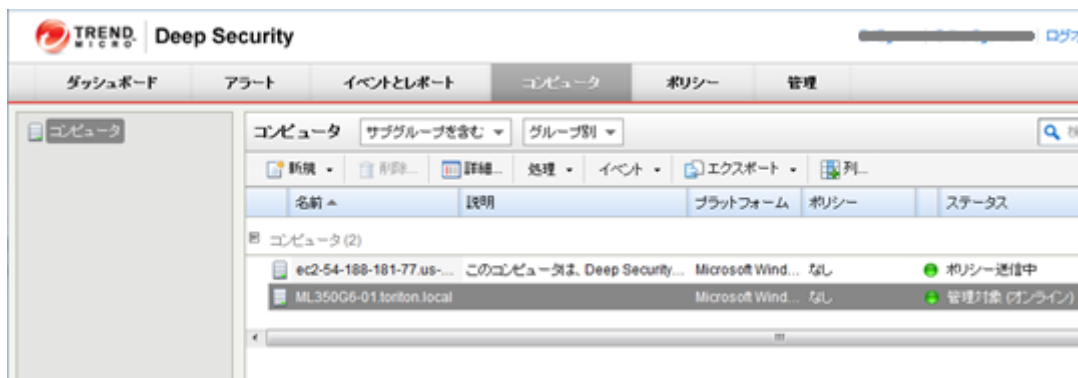 TREND MICRO Deep Security
ログオ
ダッシュボード アラート イベントとレポート コンピュータ ポリシー 管理
コンピュータ
コンピュータ サブグループを含む グループ別
新規 削除... 詳細... 処理 イベント エクスポート 列...
名前 説明 プラットフォーム ポリシー ステータス
コンピュータ (2)
ec2-54-188-181-77.us-... このコンピュータは、Deep Security... Microsoft Wind... なし ポリシー送信中
ML350G6-01.toriton.local Microsoft Wind... なし 管理対象 (オンライン)